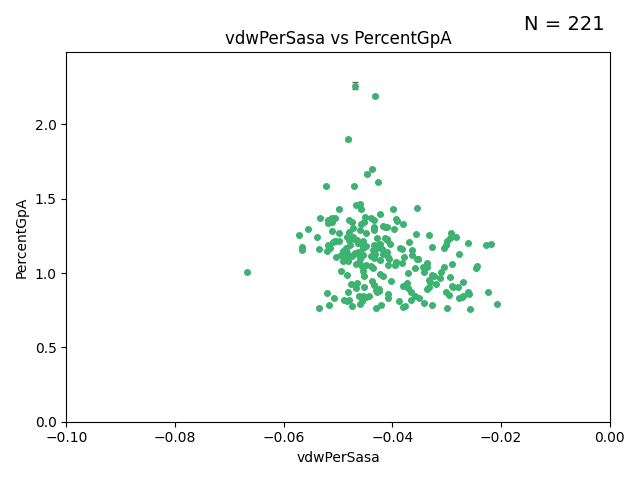 N = 221
vdwPerSasa vs PercentGpA
PercentGpA
2.0
1.5
1.0
0.5
0.0
−0.10 −0.08 −0.06 −0.04 −0.02 0.00
vdwPerSasa